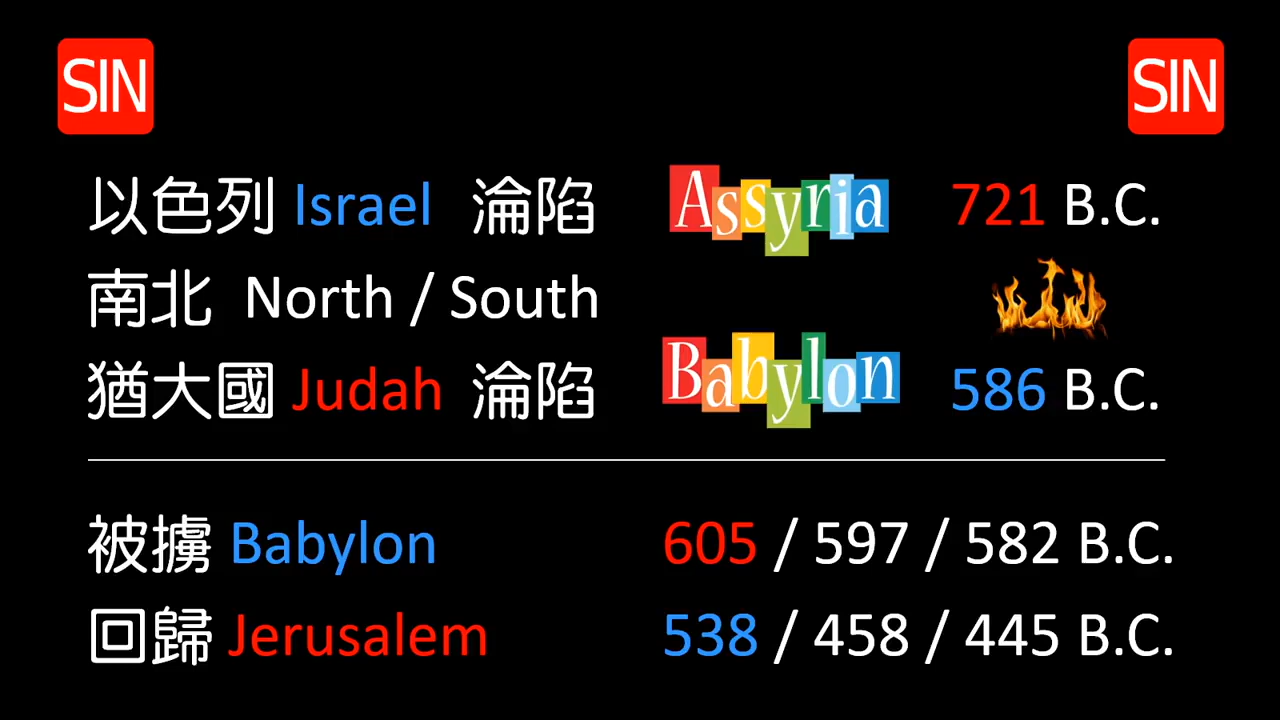 SIN SIN
以色列 Israel 淪陷 Assyria 721 B.C.
南北 North / South
猶大國 Judah 淪陷 Babylon 586 B.C.
被擄 Babylon 605 / 597 / 582 B.C.
回歸 Jerusalem 538 / 458 / 445 B.C.